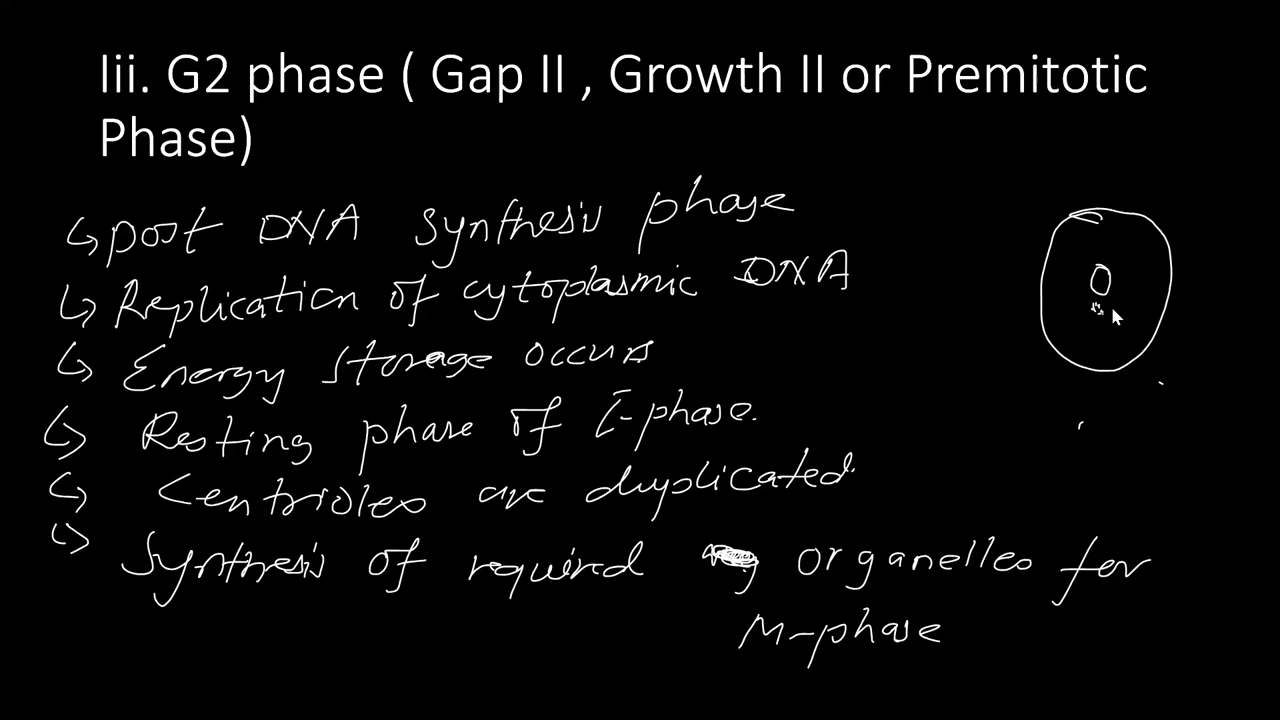 Iii. G2 phase ( Gap II , Growth II or Premitotic
Phase)
↳ post DNA synthesis phase
↳ Replication of cytoplasmic DNA
↳ Energy storage occurs
↳ Resting phase of I-phase.
↳ Centrioles are duplicated.
↳ Synthesis of required organelles for
M-phase